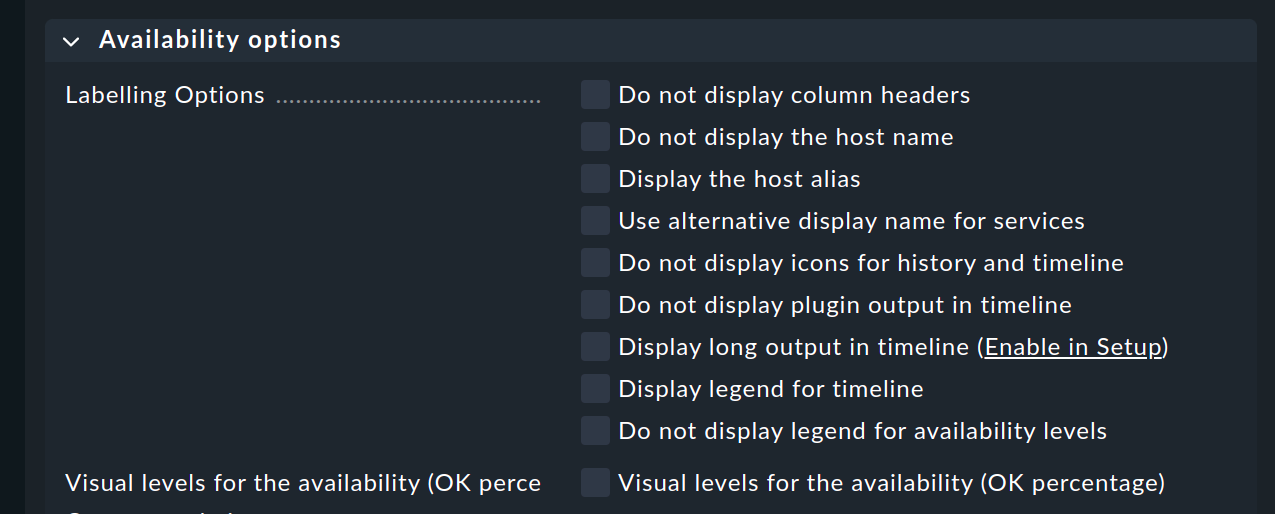 Availability options
Labelling Options ........................................ Do not display column headers
Do not display the host name
Display the host alias
Use alternative display name for services
Do not display icons for history and timeline
Do not display plugin output in timeline
Display long output in timeline (Enable in Setup)
Display legend for timeline
Do not display legend for availability levels
Visual levels for the availability (OK perce Visual levels for the availability (OK percentage)